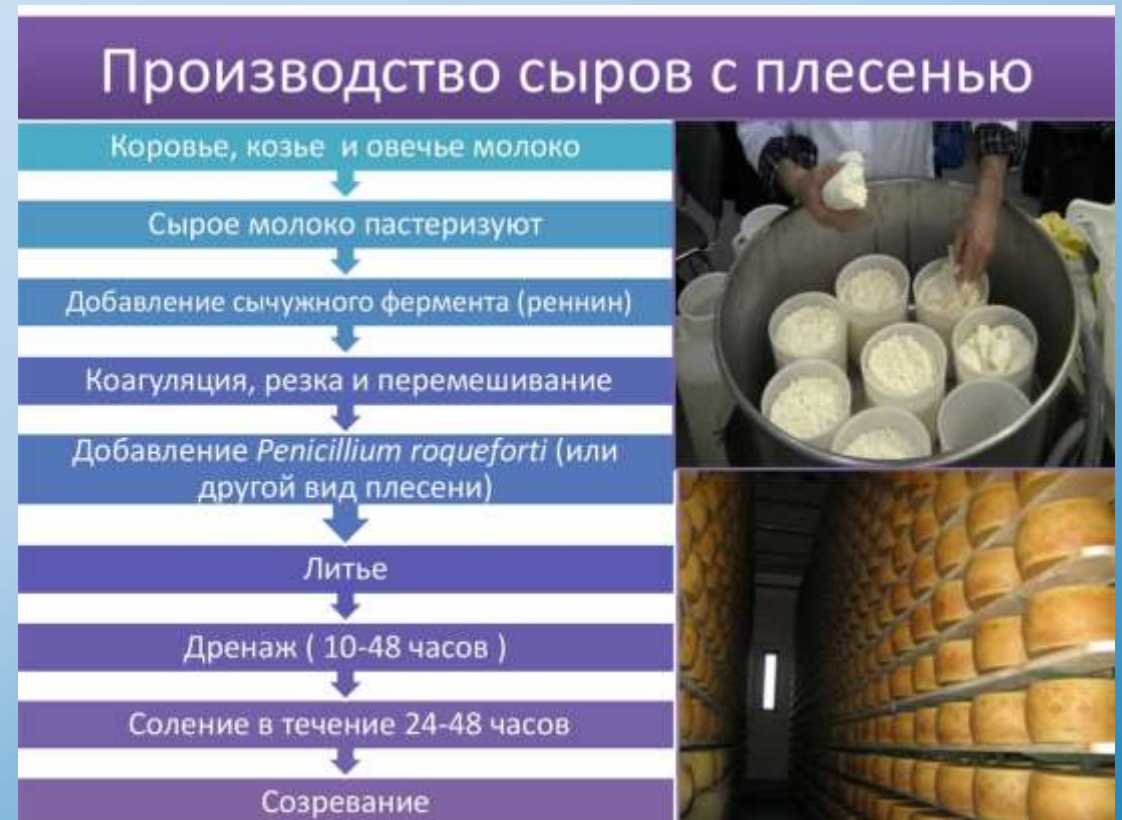 Производство сыров с плесенью
Коровье, козье и овечье молоко
Сырое молоко пастеризуют
Добавление сычужного фермента (реннин)
Коагуляция, резка и перемешивание
Добавление Penicillium roqueforti (или
другой вид плесени)
Литье
Дренаж ( 10-48 часов )
Соление в течение 24-48 часов
Созревание